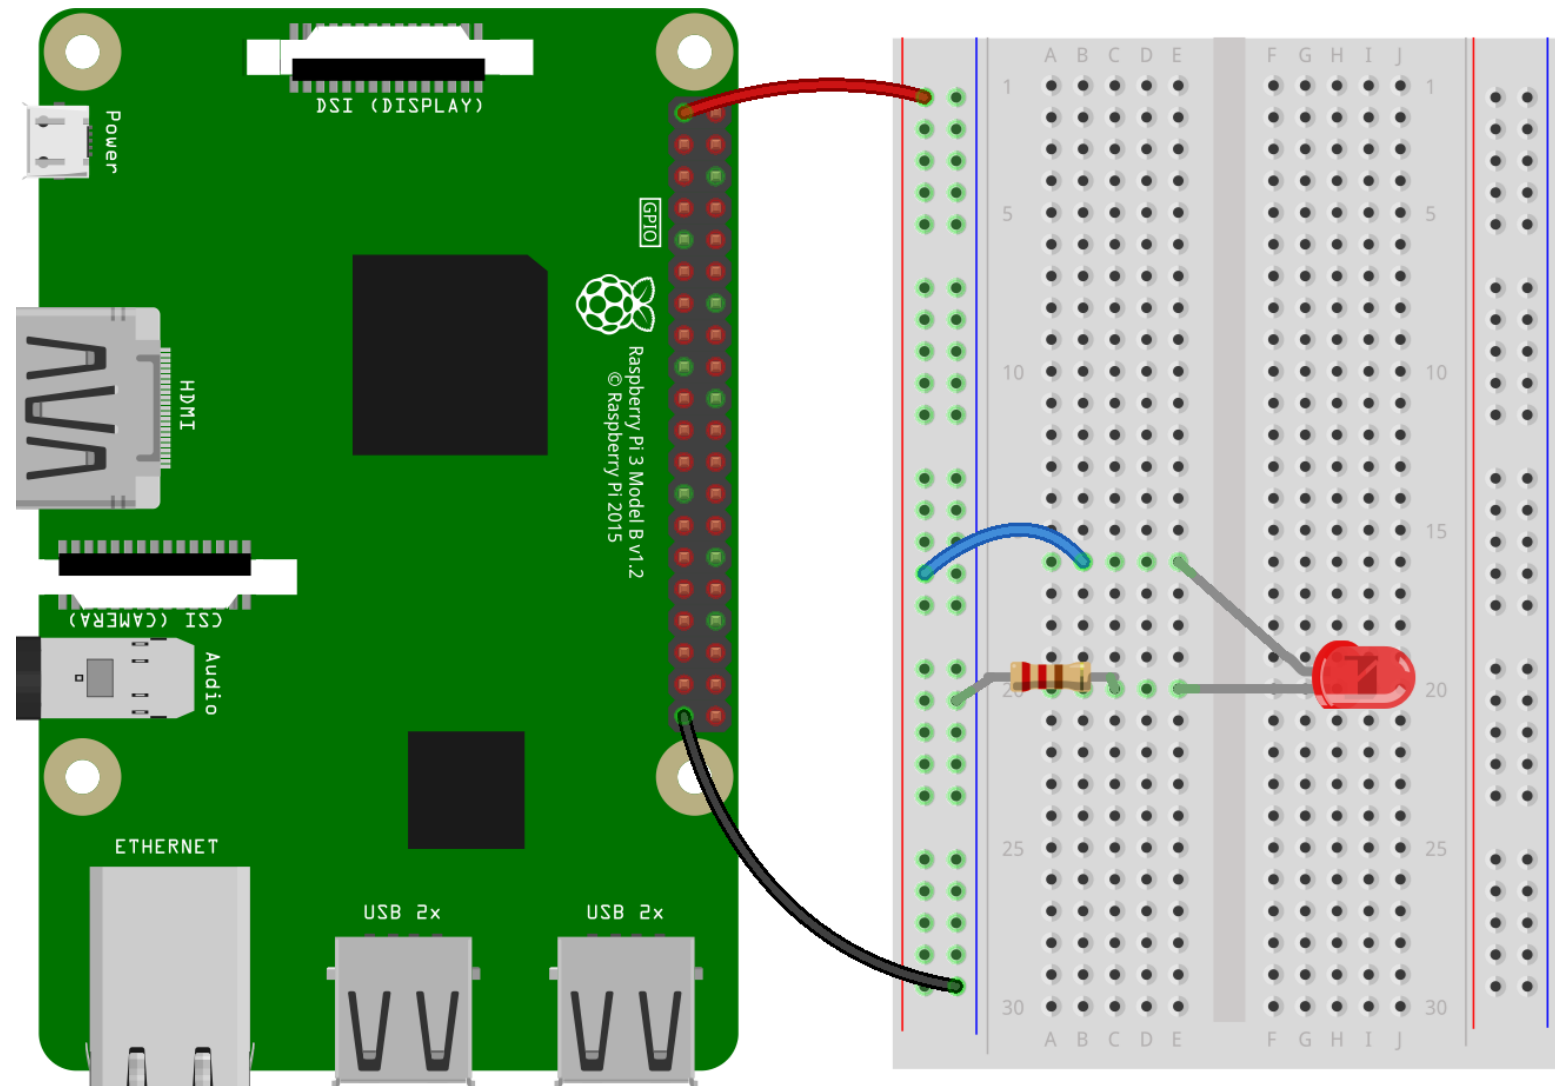 DSI (DISPLAY)
Power
GPIO
HDMI
Raspberry Pi 3 Model B v1.2
© Raspberry Pi 2015
CSI (CAMERA)
Audio
ETHERNET
USB 2x
USB 2x
A B C D E F G H I J
1 1
5 5
10 10
15 15
20 20
25 25
30 30
A B C D E F G H I J